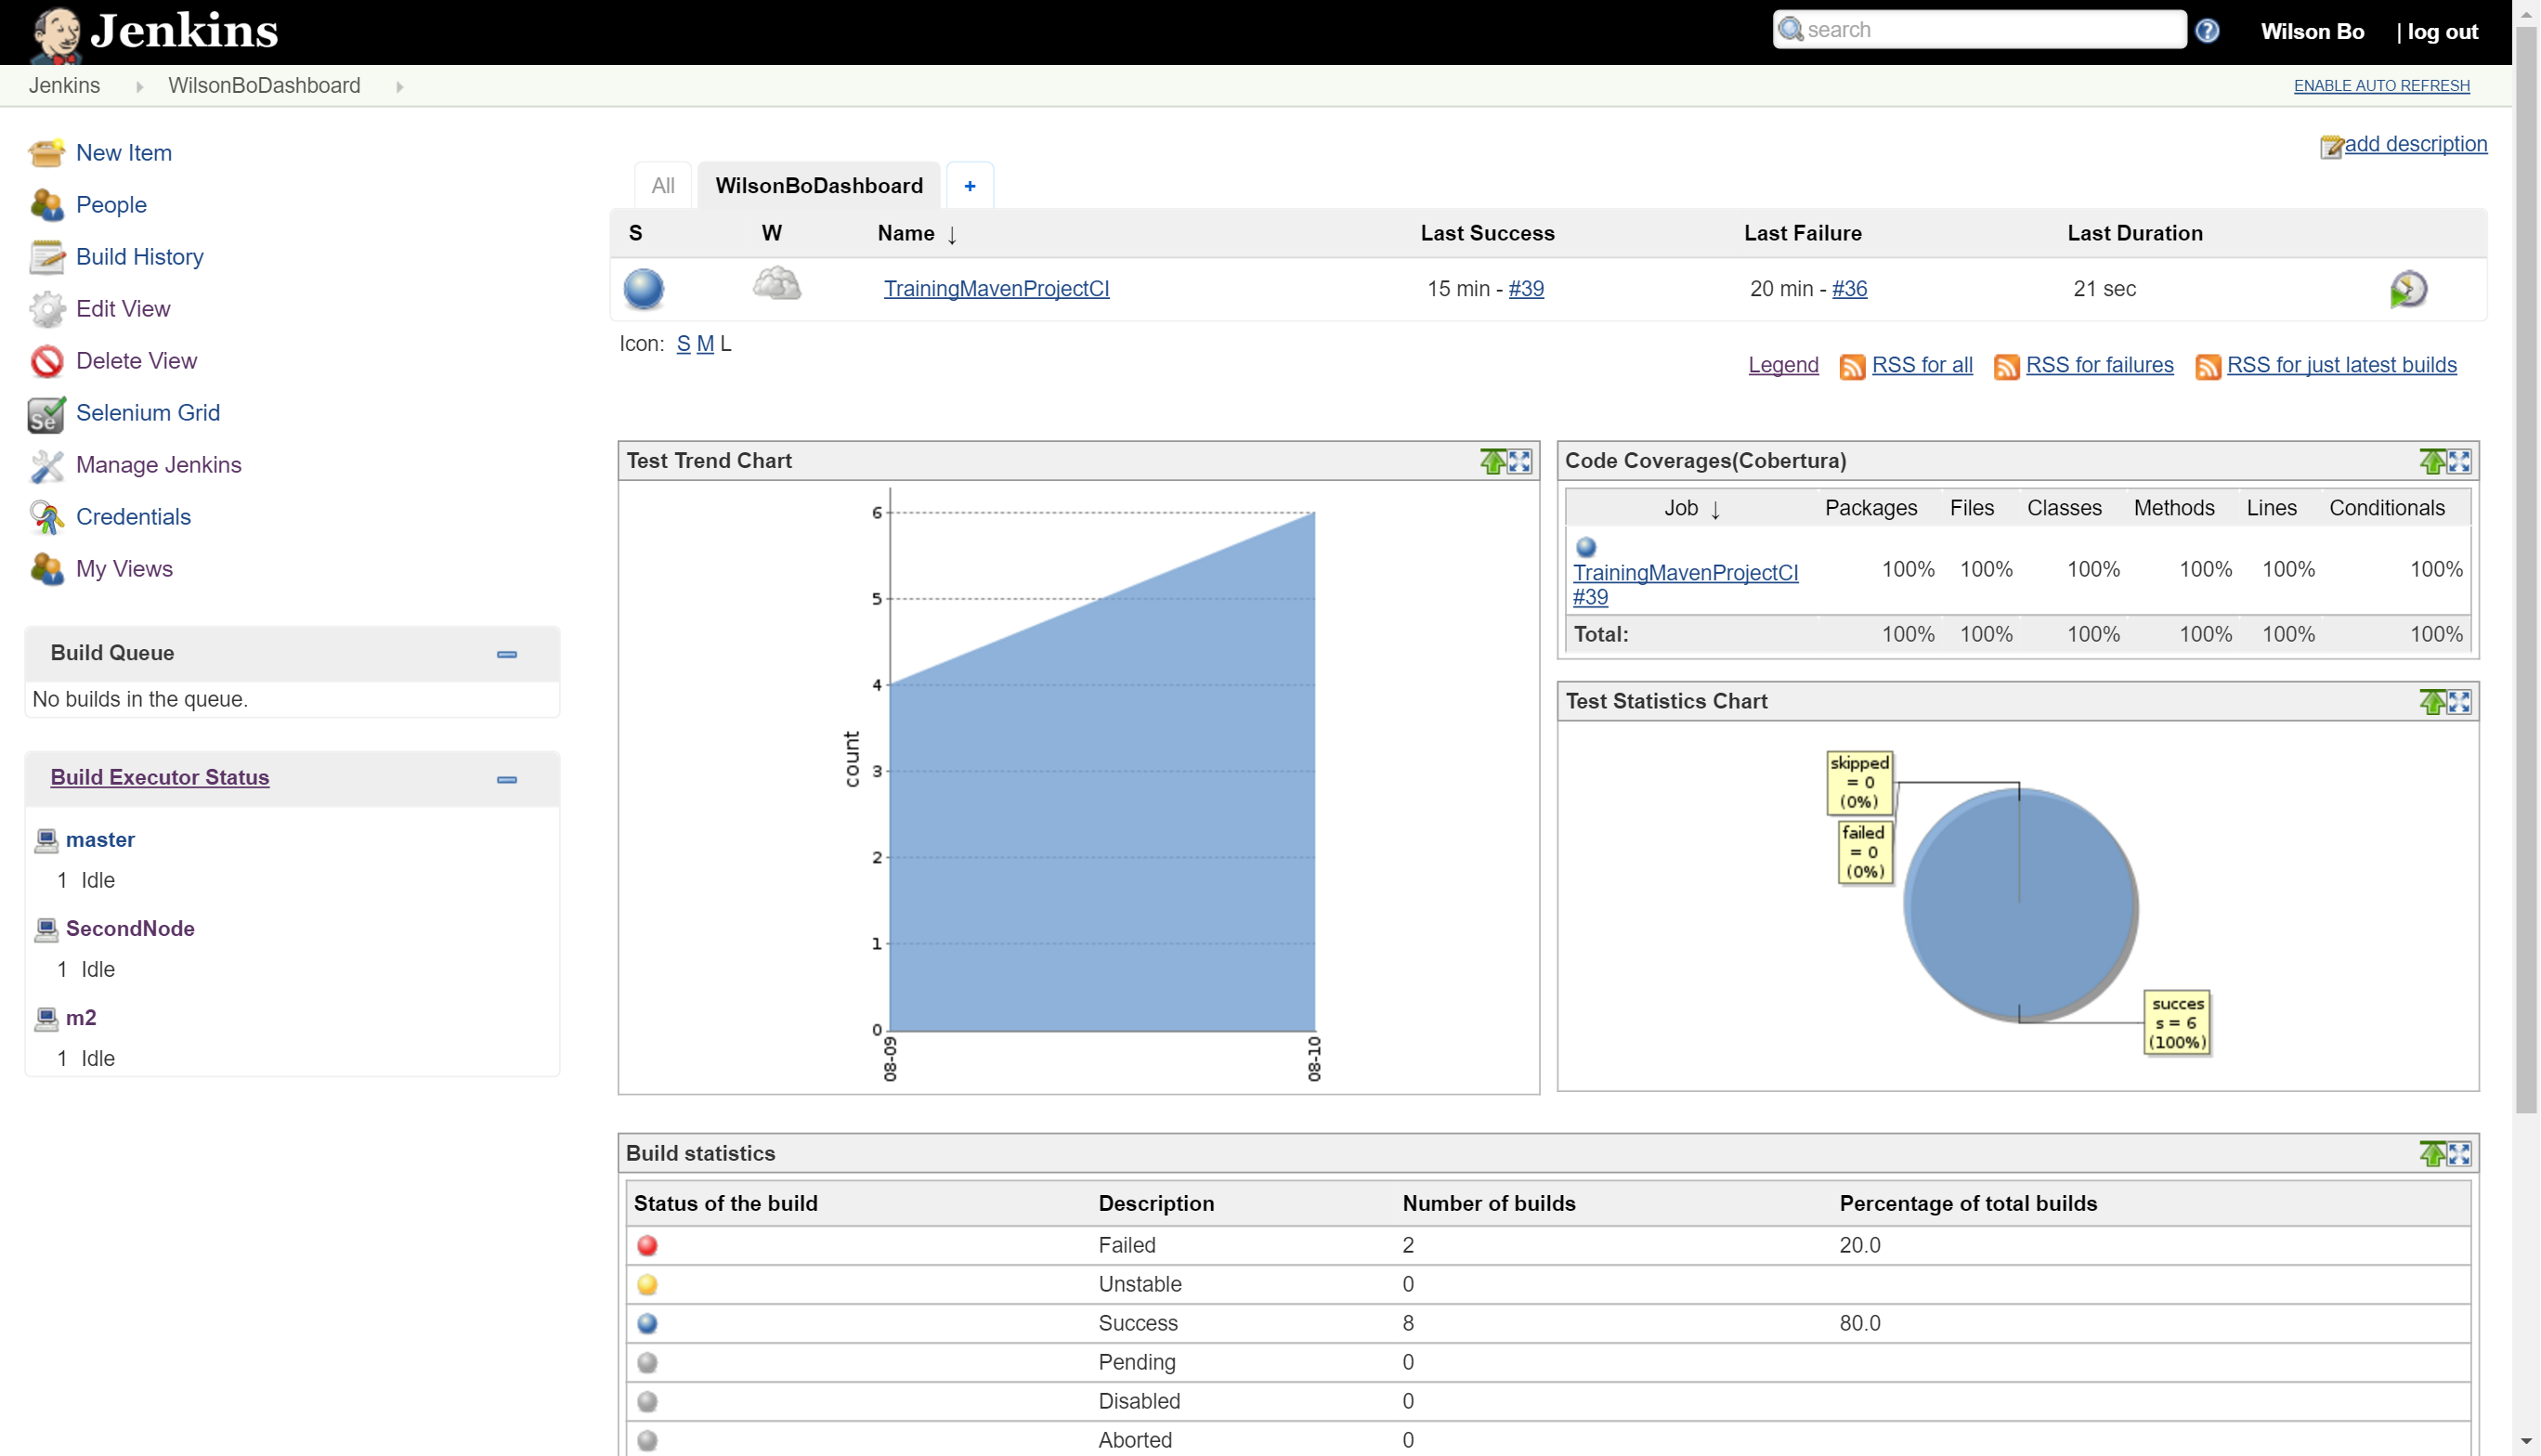 Jenkins
search
Wilson Bo | log out
Jenkins WilsonBoDashboard
ENABLE AUTO REFRESH
New Item
People
Build History
Edit View
Delete View
Se
Selenium Grid
Manage Jenkins
Credentials
My Views
Build Queue
No builds in the queue.
Build Executor Status
master
1 Idle
SecondNode
1 Idle
m2
1 Idle
add description
All WilsonBoDashboard +
S W Name ↓ Last Success Last Failure Last Duration
TrainingMavenProjectCI 15 min - #39 20 min - #36 21 sec
Icon: S M L
Legend RSS for all RSS for failures RSS for just latest builds
Test Trend Chart
6
5
4
3
2
1
0
count
08-09
08-10
Code Coverages(Cobertura)
Job ↓ Packages Files Classes Methods Lines Conditionals
TrainingMavenProjectCI
#39
100% 100% 100% 100% 100% 100%
Total: 100% 100% 100% 100% 100% 100%
Test Statistics Chart
skipped
= 0
(0%)
failed
= 0
(0%)
succes
s = 6
(100%)
Build statistics
Status of the build Description Number of builds Percentage of total builds
Failed 2 20.0
Unstable 0
Success 8 80.0
Pending 0
Disabled 0
Aborted 0